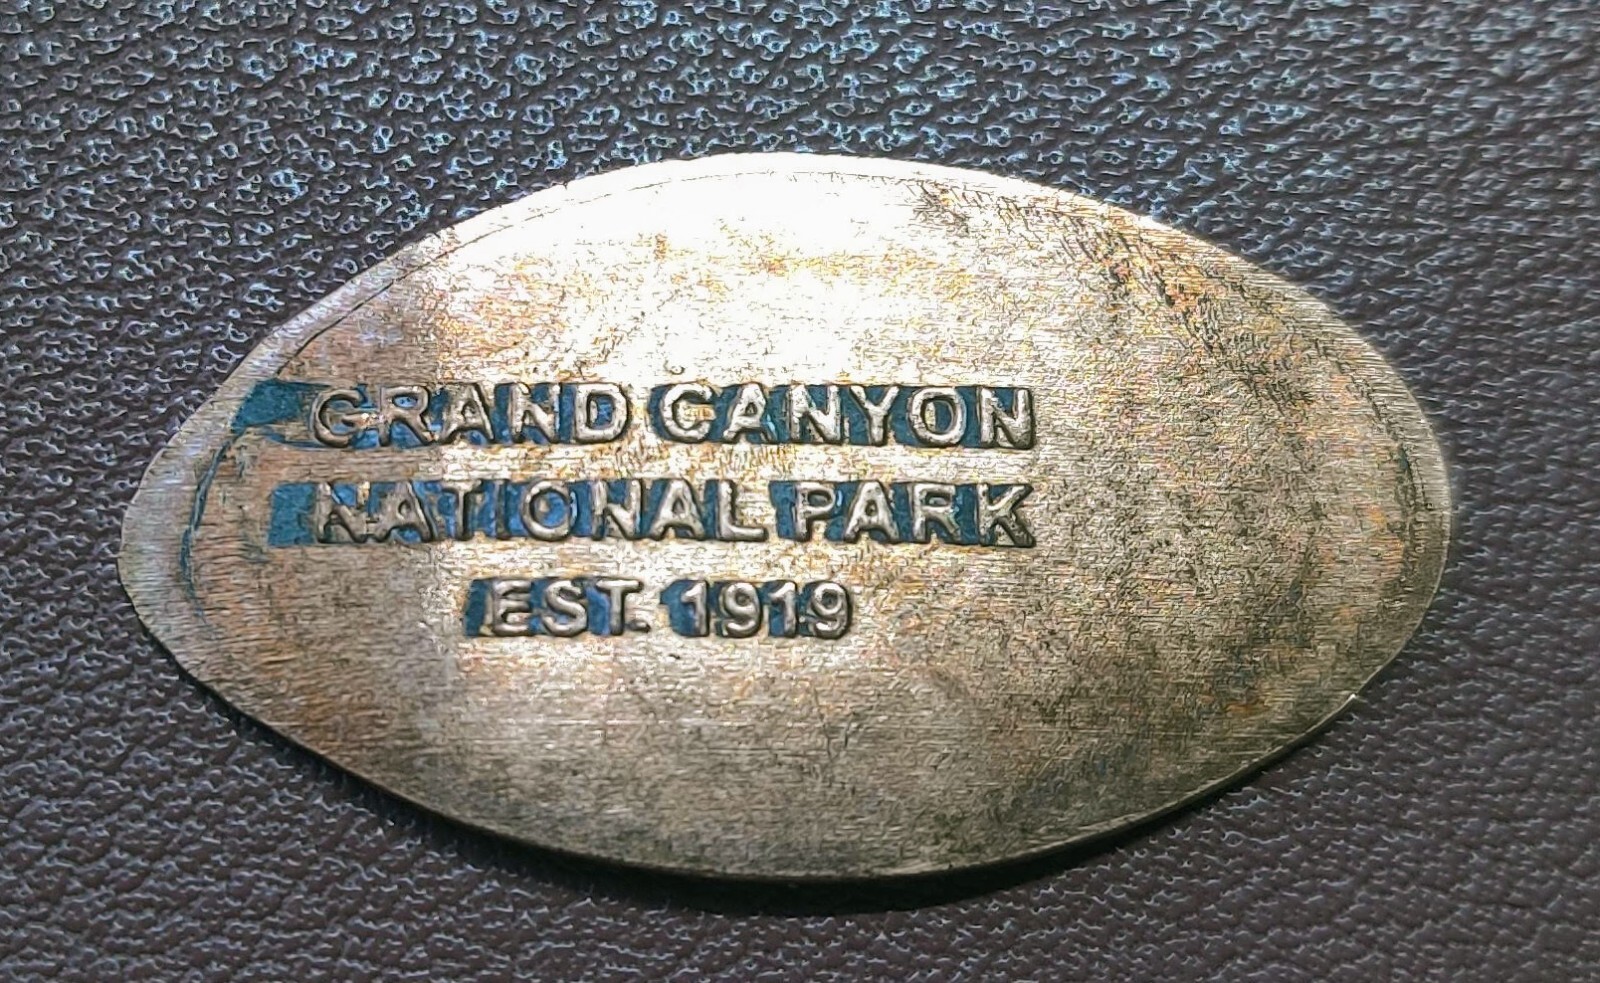 GRAND CANYON
NATIONAL PARK
EST. 1919